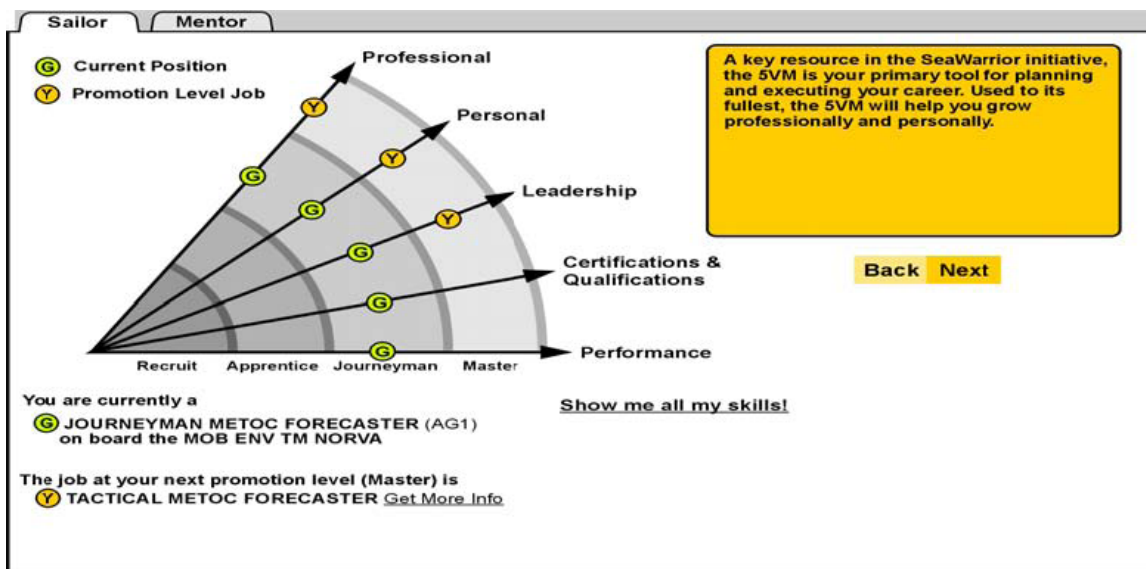 Sailor
Mentor
G Current Position
Y Promotion Level Job
Professional
Y
Personal
Y
G
Leadership
G
Y
G
Certifications &
Qualifications
G
G
Performance
Recruit
Apprentice
Journeyman
Master
A key resource in the SeaWarrior initiative,
the 5VM is your primary tool for planning
and executing your career. Used to its
fullest, the 5VM will help you grow
professionally and personally.
Back
Next
You are currently a
G JOURNEYMAN METOC FORECASTER (AG1)
on board the MOB ENV TM NORVA
Show me all my skills!
The job at your next promotion level (Master) is
Y TACTICAL METOC FORECASTER Get More Info